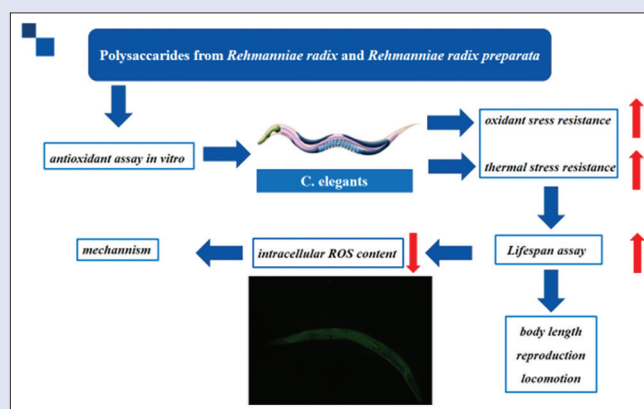 Polysaccarides from Rehmanniae radix and Rehmanniae radix preparata
antioxidant assay in vitro
C. elegants
oxidant sress resistance
thermal stress resistance
mechannism
intracellular ROS content
Lifespan assay
body length
reproduction
locomotion